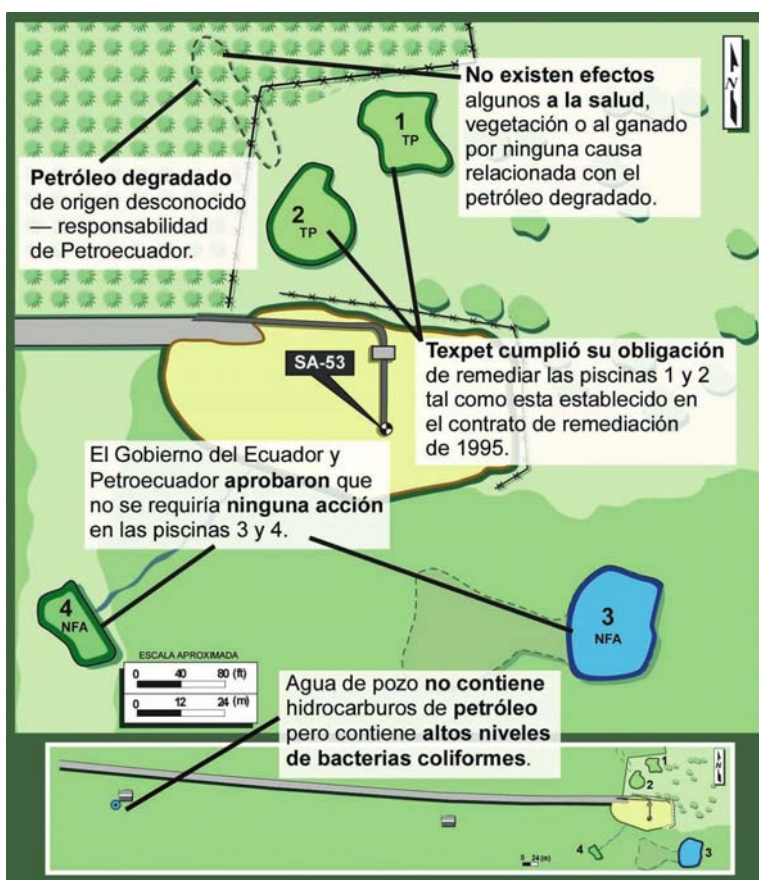 N
No existen efectos
algunos a la salud,
vegetación o al ganado
por ninguna causa
relacionada con el
petróleo degradado.
1
TP
Petróleo degradado
de origen desconocido
— responsabilidad
de Petroecuador.
2
TP
SA-53
Texpet cumplió su obligación
de remediar las piscinas 1 y 2
tal como esta establecido en
el contrato de remediación
de 1995.
El Gobierno del Ecuador y
Petroecuador aprobaron que
no se requiría ninguna acción
en las piscinas 3 y 4.
4
NFA
3
NFA
ESCALA APROXIMADA
0 40 80 (ft)
0 12 24 (m)
Agua de pozo no contiene
hidrocarburos de petróleo
pero contiene altos niveles
de bacterias coliformes.
1
2
N
4
3
0 24 (m)